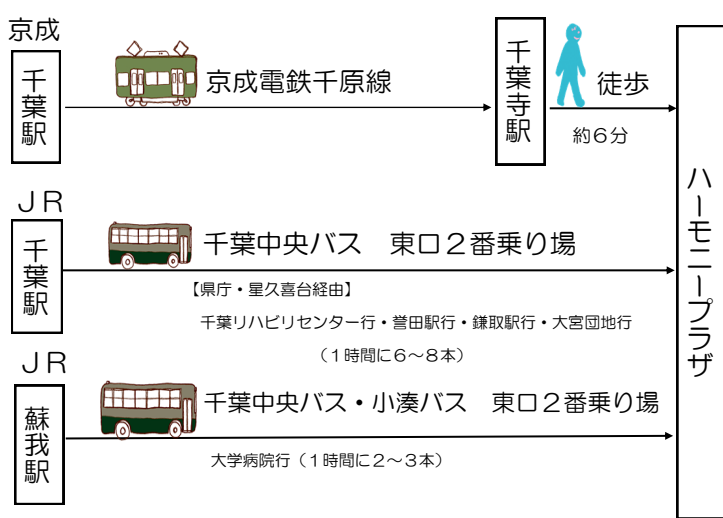 京成
千葉駅
京成電鉄千原線
千葉寺駅
徒歩
約6分
ハーモニープラザ
JR
千葉駅
千葉中央バス　東口2番乗り場
【県庁・星久喜台経由】
千葉リハビリセンター行・誉田駅行・鎌取駅行・大宮団地行
（1時間に6～8本）
JR
蘇我駅
千葉中央バス・小湊バス　東口2番乗り場
大学病院行（1時間に2～3本）